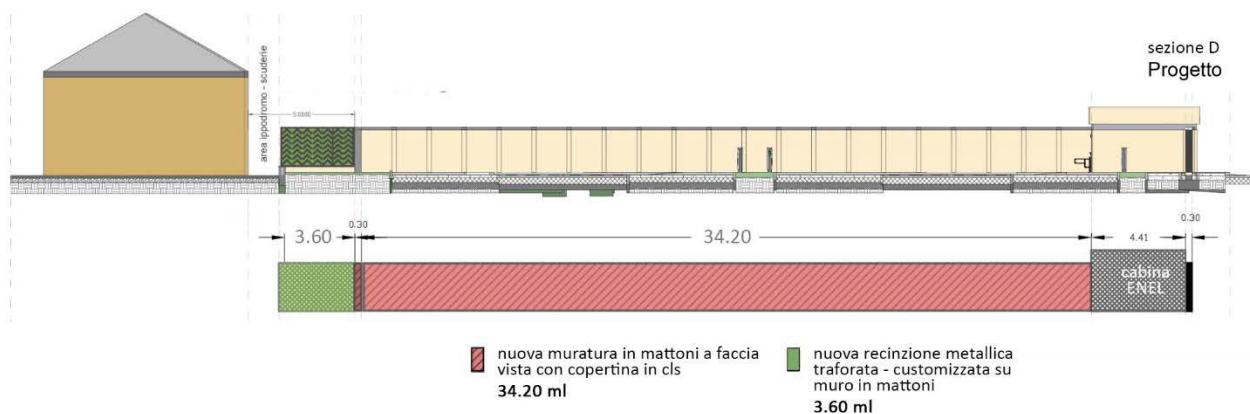 sezione D
Progetto
area ippodromo - scuderie
0.30
3.60
34.20
4.41
0.30
cabina
ENEL
nuova muratura in mattoni a faccia
vista con copertina in cls
34.20 ml
nuova recinzione metallica
traforata - customizzata su
muro in mattoni
3.60 ml